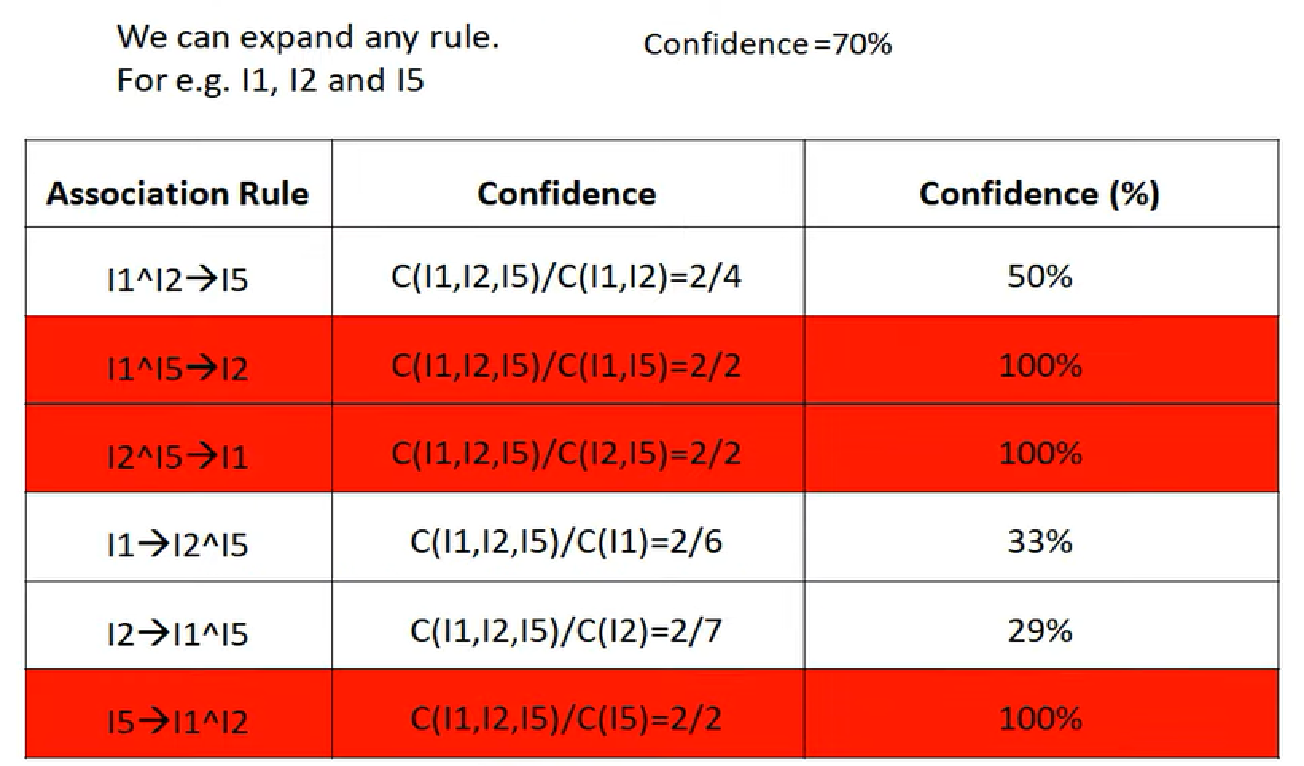 We can expand any rule.
For e.g. I1, I2 and I5
Confidence=70%
Association Rule Confidence Confidence (%)
I1^I2→I5 C(I1,I2,I5)/C(I1,I2)=2/4 50%
I1^I5→I2 C(I1,I2,I5)/C(I1,I5)=2/2 100%
I2^I5→I1 C(I1,I2,I5)/C(I2,I5)=2/2 100%
I1→I2^I5 C(I1,I2,I5)/C(I1)=2/6 33%
I2→I1^I5 C(I1,I2,I5)/C(I2)=2/7 29%
I5→I1^I2 C(I1,I2,I5)/C(I5)=2/2 100%